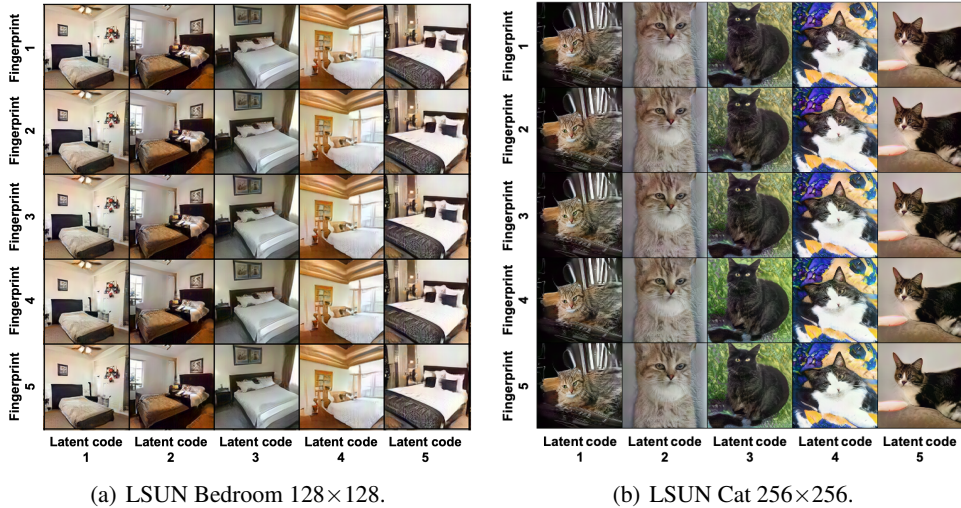 Fingerprint 1
Fingerprint 2
Fingerprint 3
Fingerprint 4
Fingerprint 5
Latent code 1
Latent code 2
Latent code 3
Latent code 4
Latent code 5
(a) LSUN Bedroom 128×128.
Fingerprint 1
Fingerprint 2
Fingerprint 3
Fingerprint 4
Fingerprint 5
Latent code 1
Latent code 2
Latent code 3
Latent code 4
Latent code 5
(b) LSUN Cat 256×256.